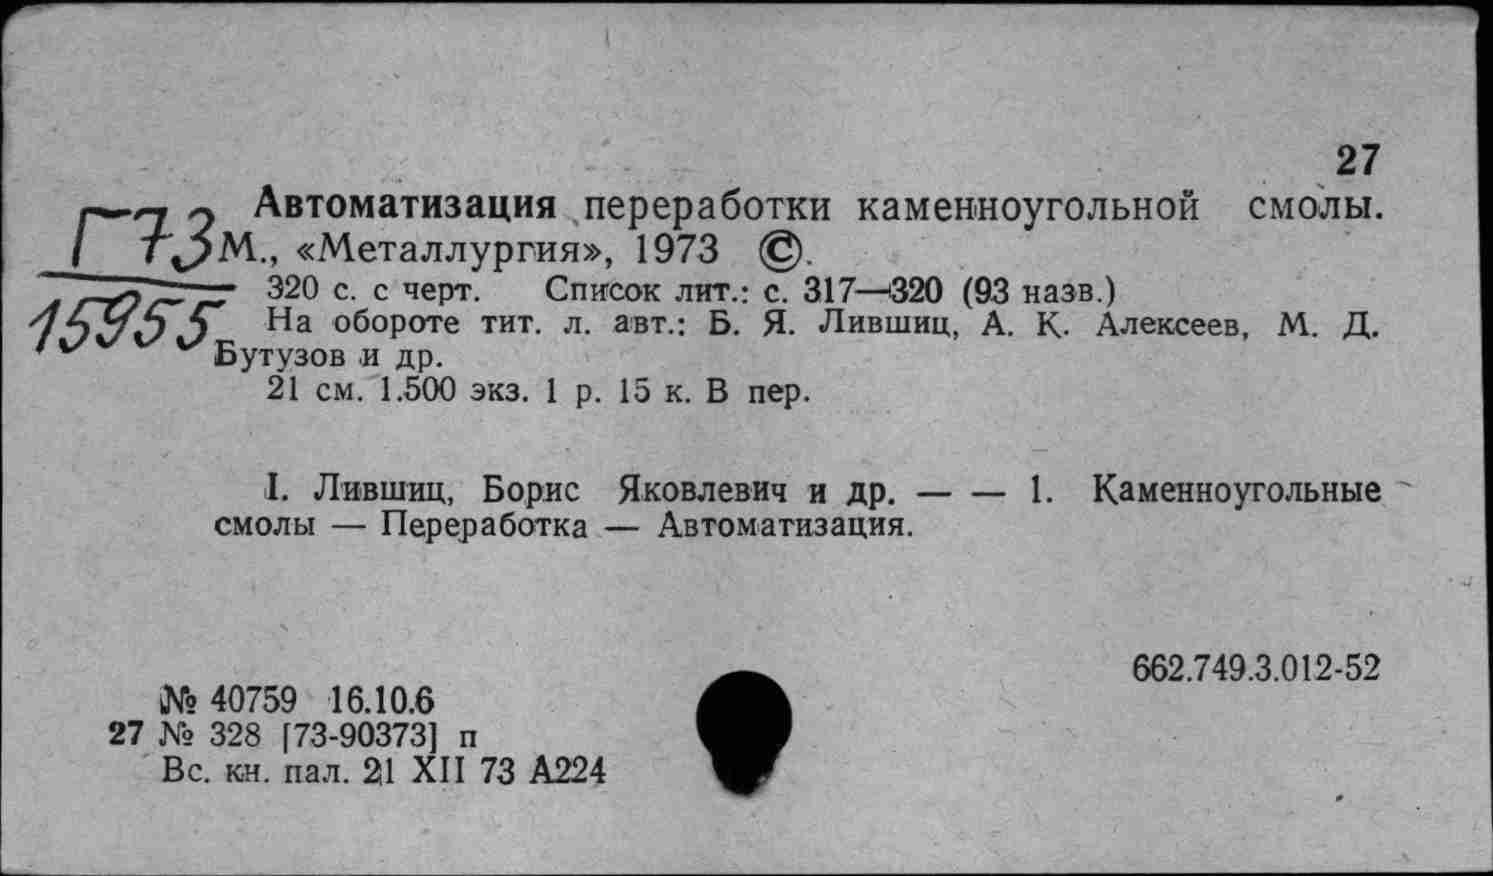 27
Автоматизация переработки каменноугольной смолы.
Г73 М., «Металлургия», 1973 ©.
320 с. с черт. Список лит.: с. 317—320 (93 назв.)
15955 На обороте тит. л. авт.: Б. Я. Лившиц, А. К. Алексеев, М. Д.
Бутузов и др.
21 см. 1.500 экз. 1 р. 15 к. В пер.
I. Лившиц, Борис Яковлевич и др. — — 1. Каменноугольные
смолы — Переработка — Автоматизация.
662.749.3.012-52
№ 40759 16.10.6
27 № 328 [73-90373] п
Вс. кн. пал. 21 XII 73 А224